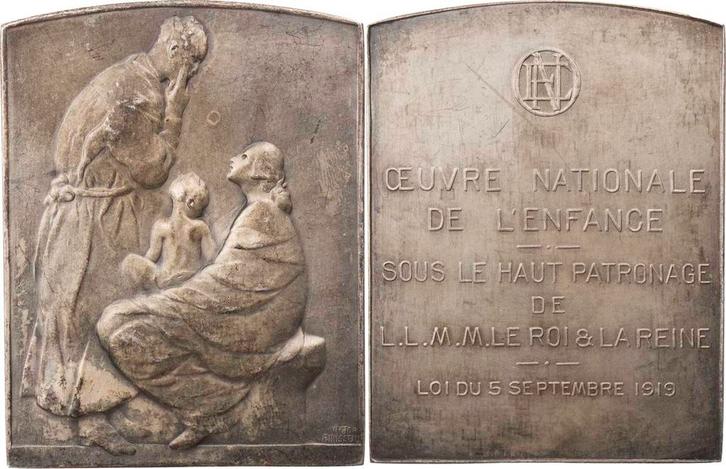 ŒUVRE NATIONALE
DE L'ENFANCE
SOUS LE HAUT PATRONAGE
DE
L.L.M.M.LE ROI & LA REINE
LOI DU 5 SEPTEMBRE 1919